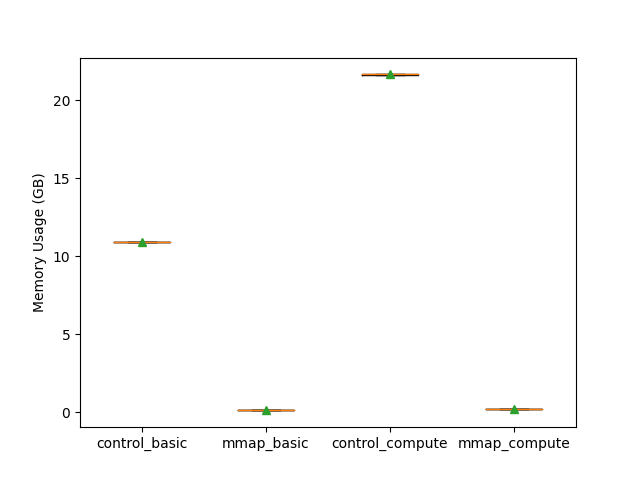 Memory Usage (GB)
20
15
10
5
0
control_basic
mmap_basic
control_compute
mmap_compute